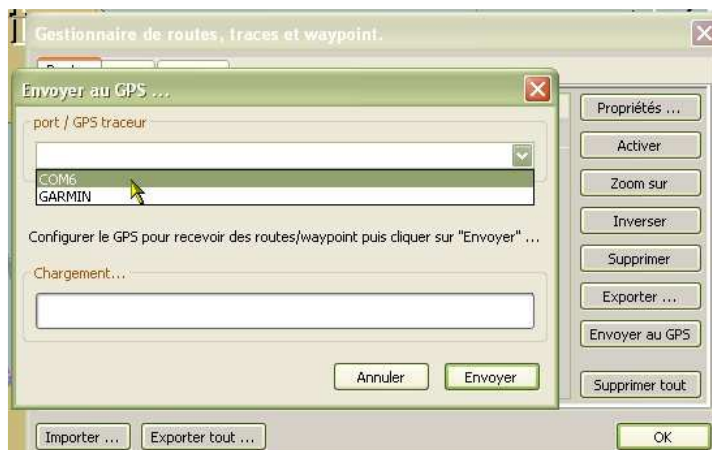 Gestionnaire de routes, traces et waypoint.
Envoyer au GPS ...
port / GPS traceur
COM6
GARMIN
Configurer le GPS pour recevoir des routes/waypoint puis cliquer sur "Envoyer" ...
Chargement...
Annuler
Envoyer
Propriétés ...
Activer
Zoom sur
Inverser
Supprimer
Exporter ...
Envoyer au GPS
Supprimer tout
Importer ...
Exporter tout ...
OK